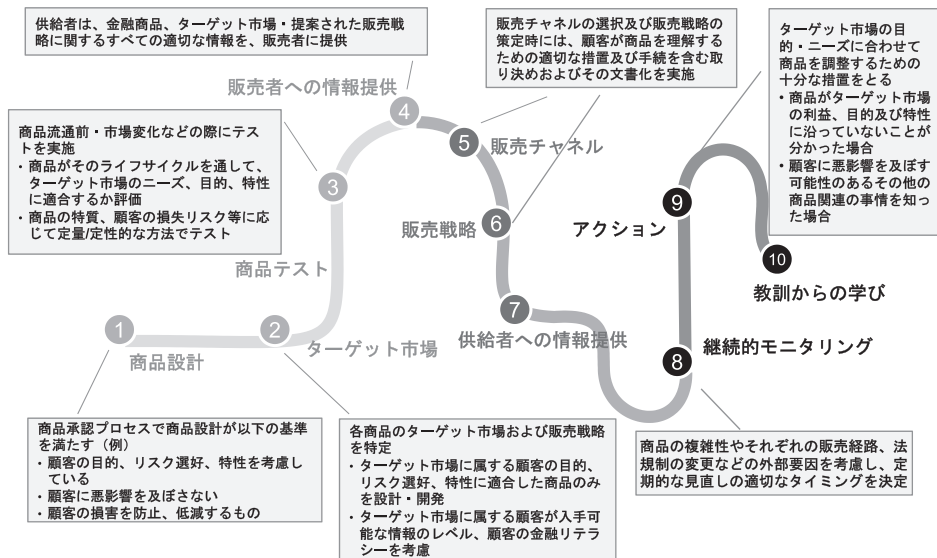 供給者は、金融商品、ターゲット市場・提案された販売戦
略に関するすべての適切な情報を、販売者に提供
販売チャネルの選択及び販売戦略の
策定時には、顧客が商品を理解する
ための適切な措置及び手続を含む取
り決めおよびその文書化を実施
ターゲット市場の目
的・ニーズに合わせて
商品を調整するための
十分な措置をとる
・商品がターゲット市場
の利益、目的及び特性
に沿っていないことが
分かった場合
・顧客に悪影響を及ぼす
可能性のあるその他の
商品関連の事情を知っ
た場合
商品流通前・市場変化などの際にテス
トを実施
・商品がそのライフサイクルを通して、
ターゲット市場のニーズ、目的、特性
に適合するか評価
・商品の特質、顧客の損失リスク等に応
じて定量/定性的な方法でテスト
1
商品設計
2
ターゲット市場
3
商品テスト
4
販売者への情報提供
5
販売チャネル
6
販売戦略
7
供給者への情報提供
8
継続的モニタリング
9
アクション
10
教訓からの学び
商品承認プロセスで商品設計が以下の基準
を満たす（例）
・顧客の目的、リスク選好、特性を考慮し
ている
・顧客に悪影響を及ぼさない
・顧客の損害を防止、低減するもの
各商品のターゲット市場および販売戦略
を特定
・ターゲット市場に属する顧客の目的、
リスク選好、特性に適合した商品のみ
を設計・開発
・ターゲット市場に属する顧客が入手可
能な情報のレベル、顧客の金融リテラ
シーを考慮
商品の複雑性やそれぞれの販売経路、法
規制の変更などの外部要因を考慮し、定
期的な見直しの適切なタイミングを決定